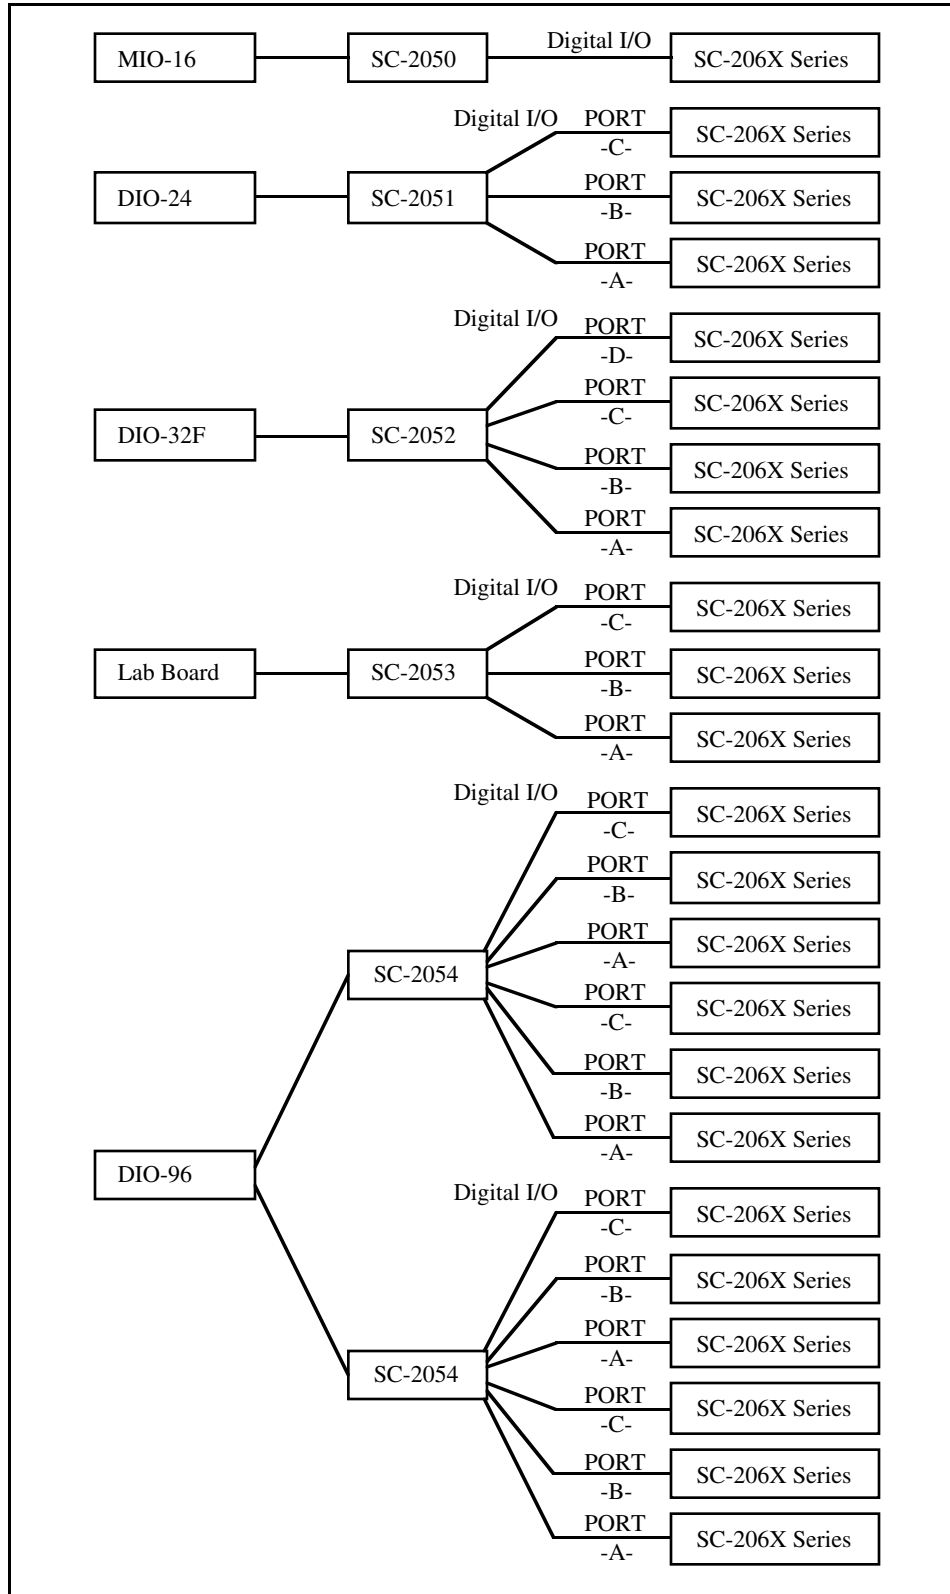 Digital I/O
MIO-16 SC-2050 SC-206X Series
Digital I/O PORT
-C-
SC-206X Series
PORT
DIO-24 SC-2051 SC-206X Series
-B-
PORT
SC-206X Series
-A-
Digital I/O PORT
SC-206X Series
-D-
PORT
SC-206X Series
-C-
DIO-32F SC-2052
PORT
SC-206X Series
-B-
PORT
SC-206X Series
-A-
Digital I/O PORT
SC-206X Series
-C-
PORT
Lab Board SC-2053 SC-206X Series
-B-
PORT
SC-206X Series
-A-
Digital I/O PORT
SC-206X Series
-C-
PORT
SC-206X Series
-B-
PORT
SC-206X Series
-A-
SC-2054
PORT
SC-206X Series
-C-
PORT
SC-206X Series
-B-
PORT
SC-206X Series
-A-
DIO-96
Digital I/O PORT
SC-206X Series
-C-
PORT
SC-206X Series
-B-
PORT
SC-206X Series
-A-
SC-2054
PORT
SC-206X Series
-C-
PORT
SC-206X Series
-B-
PORT
SC-206X Series
-A-